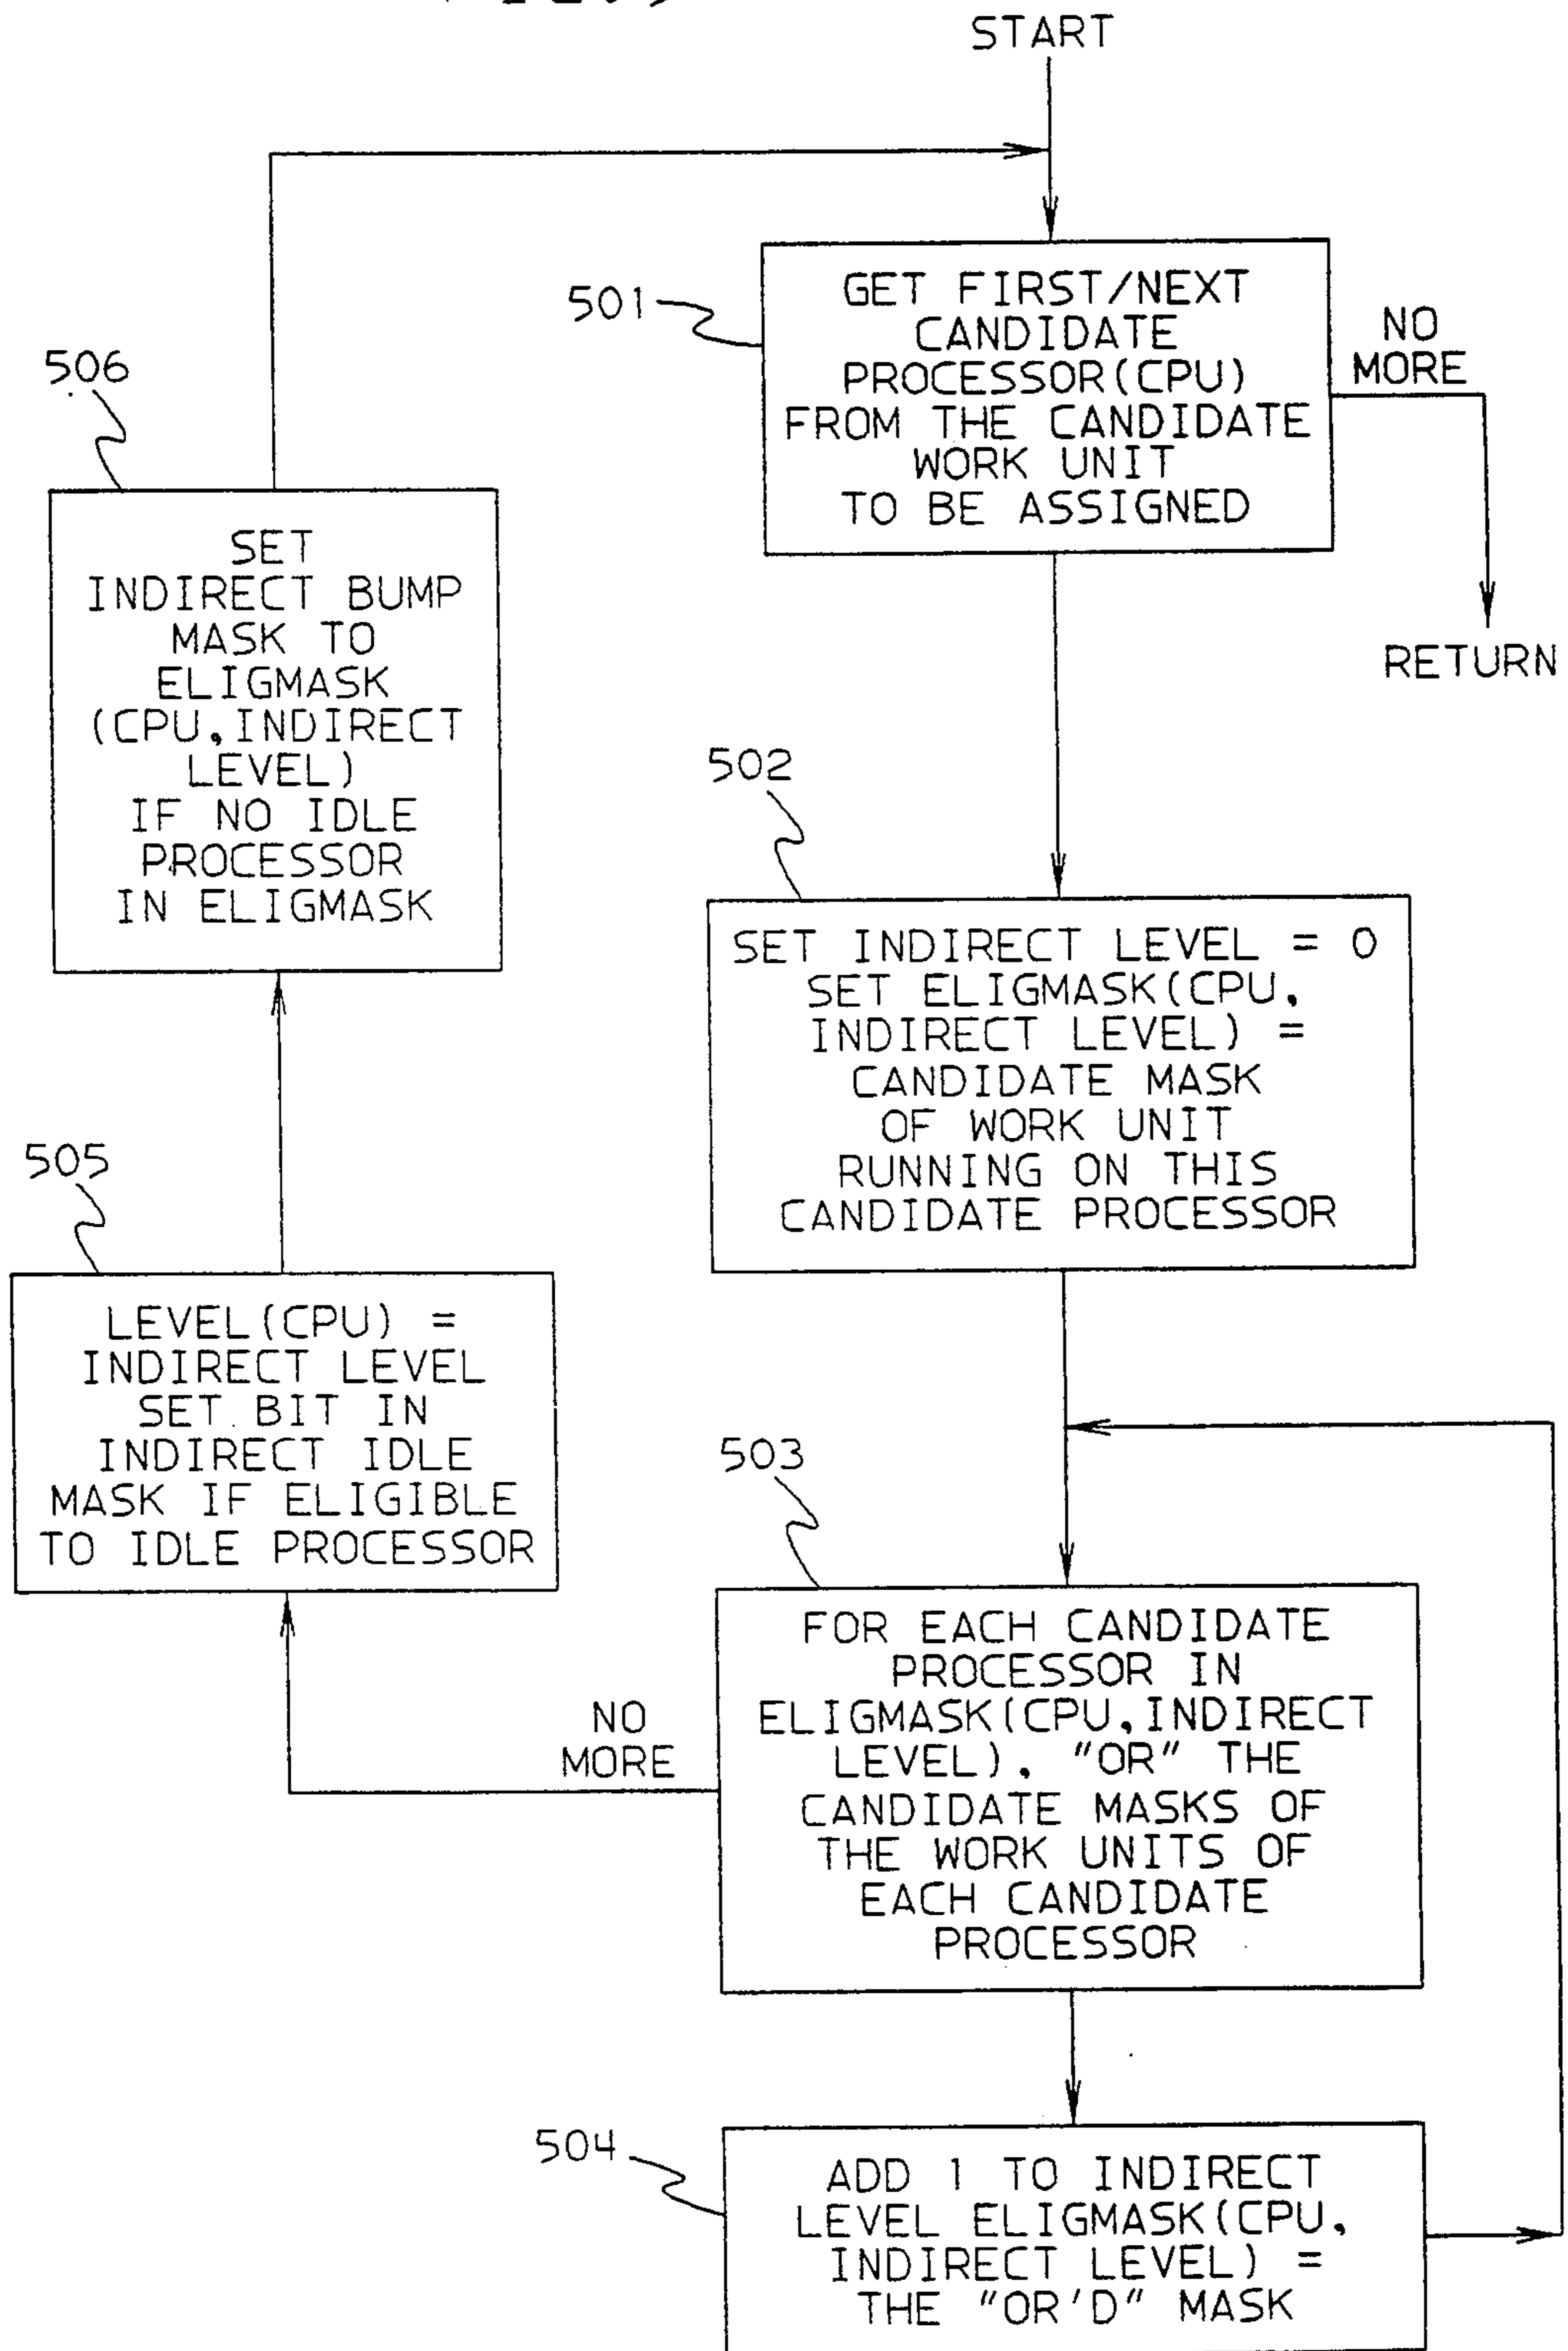 START
501
GET FIRST/NEXT
CANDIDATE
PROCESSOR(CPU)
FROM THE CANDIDATE
WORK UNIT
TO BE ASSIGNED
NO
MORE
RETURN
506
SET
INDIRECT BUMP
MASK TO
ELIGMASK
(CPU,INDIRECT
LEVEL)
IF NO IDLE
PROCESSOR
IN ELIGMASK
502
SET INDIRECT LEVEL = 0
SET ELIGMASK(CPU,
INDIRECT LEVEL) =
CANDIDATE MASK
OF WORK UNIT
RUNNING ON THIS
CANDIDATE PROCESSOR
505
LEVEL(CPU) =
INDIRECT LEVEL
SET BIT IN
INDIRECT IDLE
MASK IF ELIGIBLE
TO IDLE PROCESSOR
503
FOR EACH CANDIDATE
PROCESSOR IN
ELIGMASK(CPU,INDIRECT
LEVEL), "OR" THE
CANDIDATE MASKS OF
THE WORK UNITS OF
EACH CANDIDATE
PROCESSOR
NO
MORE
504
ADD 1 TO INDIRECT
LEVEL ELIGMASK(CPU,
INDIRECT LEVEL) =
THE "OR'D" MASK